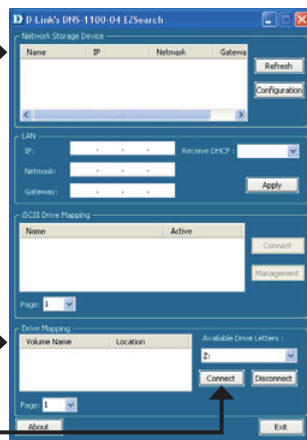 D-Link's DNS-1100-04 EZSearch
Network Storage Device
Name IP Netmask Gatewa
Refresh
Configuration
LAN
IP: Receive DHCP :
Netmask:
Gateway:
Apply
iSCSI Drive Mapping
Name Active
Connect
Management
Page: 1
Drive Mapping
Volume Name Location Available Drive Letters :
Z:
Connect Disconnect
Page: 1
About Exit